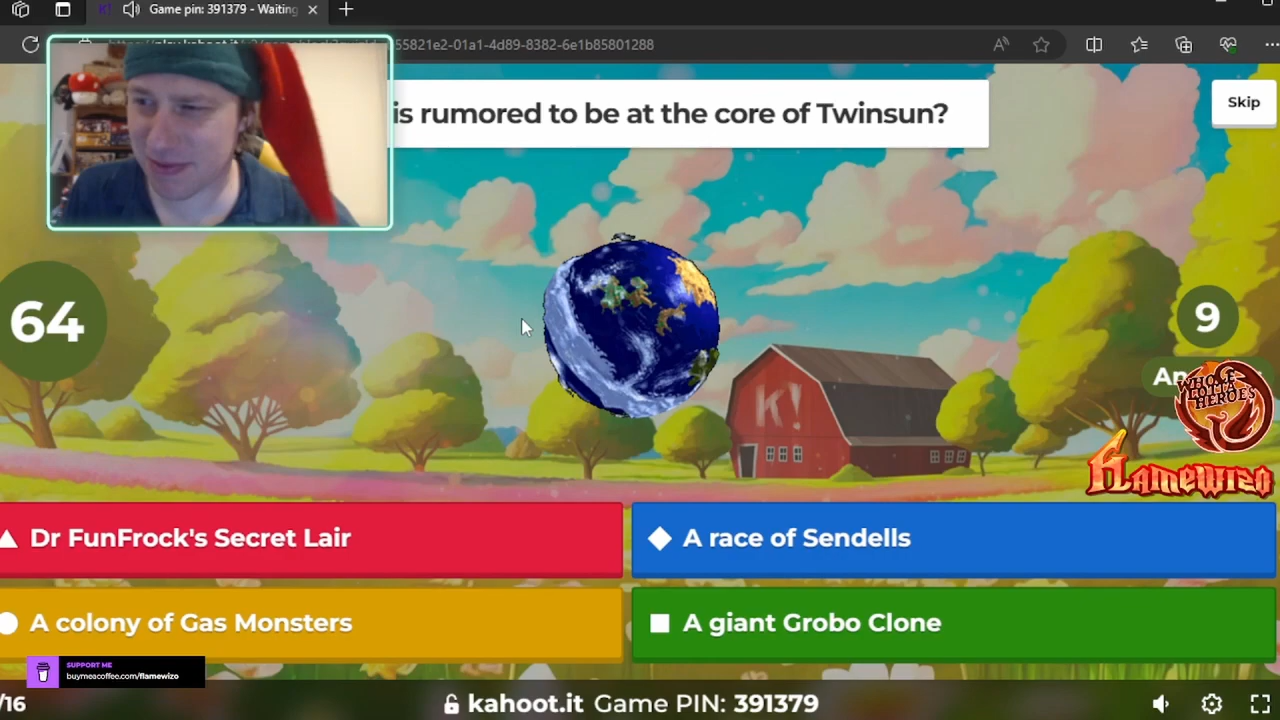 Game pin: 391379 - Waiting
55821e2-01a1-4d89-8382-6e1b85801288
is rumored to be at the core of Twinsun?
Skip
64
9
An
WHOLE
LOTTA
HEROES
FLAMEWIZO
K!
Dr FunFrock's Secret Lair
A race of Sendells
A colony of Gas Monsters
A giant Grobo Clone
SUPPORT ME
buymeacoffee.com/flamewizo
/16
kahoot.it Game PIN: 391379